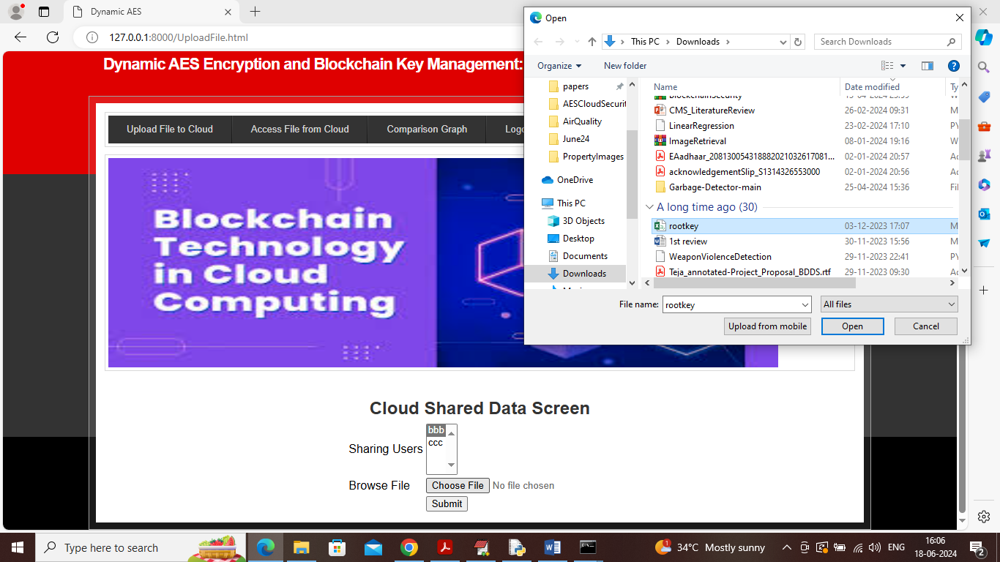 Dynamic AES
127.0.0.1:8000/UploadFile.html
Dynamic AES Encryption and Blockchain Key Management:
Upload File to Cloud
Access File from Cloud
Comparison Graph
Logo
Blockchain
Technology
in Cloud
Computing
Cloud Shared Data Screen
Sharing Users
bbb
ccc
Browse File
Choose File No file chosen
Submit
Open
This PC > Downloads >
Search Downloads
Organize
New folder
papers
AESCloudSecurit
AirQuality
June24
PropertyImages
OneDrive
This PC
3D Objects
Desktop
Documents
Downloads
Name Date modified Ty
BlockchainSecurity
CMS_LiteratureReview 26-02-2024 09:31 M
LinearRegression 23-02-2024 17:10 PY
ImageRetrieval 08-01-2024 19:16 W
EAadhaar_208130054318882021032617081... 02-01-2024 20:57 Ac
acknowledgementSlip_S1314326553000 02-01-2024 20:56 Ac
Garbage-Detector-main 25-04-2024 15:36 Fil
A long time ago (30)
rootkey 03-12-2023 17:07 M
1st review 30-11-2023 15:56 M
WeaponViolenceDetection 29-11-2023 22:41 PY
Teja_annotated-Project_Proposal_BDDS.rtf 29-11-2023 09:30 Ac
File name: rootkey
All files
Upload from mobile
Open
Cancel
Type here to search
34°C Mostly sunny
ENG
16:06
18-06-2024
2